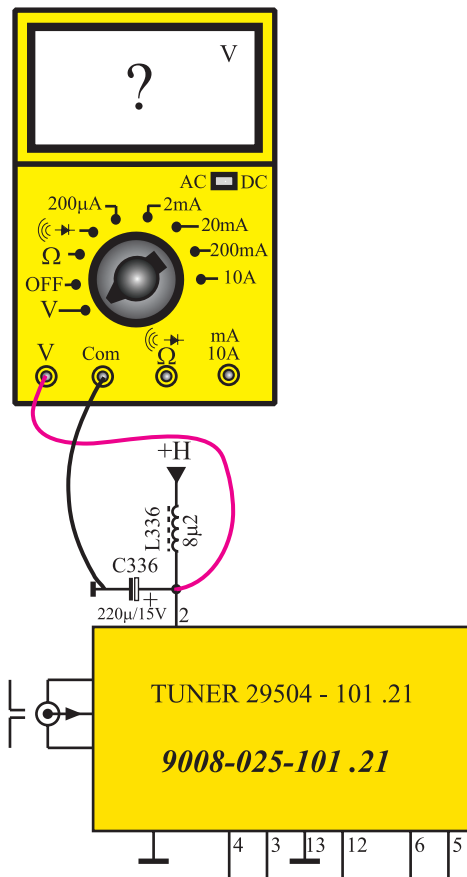 V
?
AC DC
200µA 2mA
20mA
Ω 200mA
OFF 10A
V
V Com Ω mA
10A
+H
L336
8µ2
C336
+
220µ/15V 2
TUNER 29504 - 101 .21
9008-025-101 .21
4 3 13 12 6 5